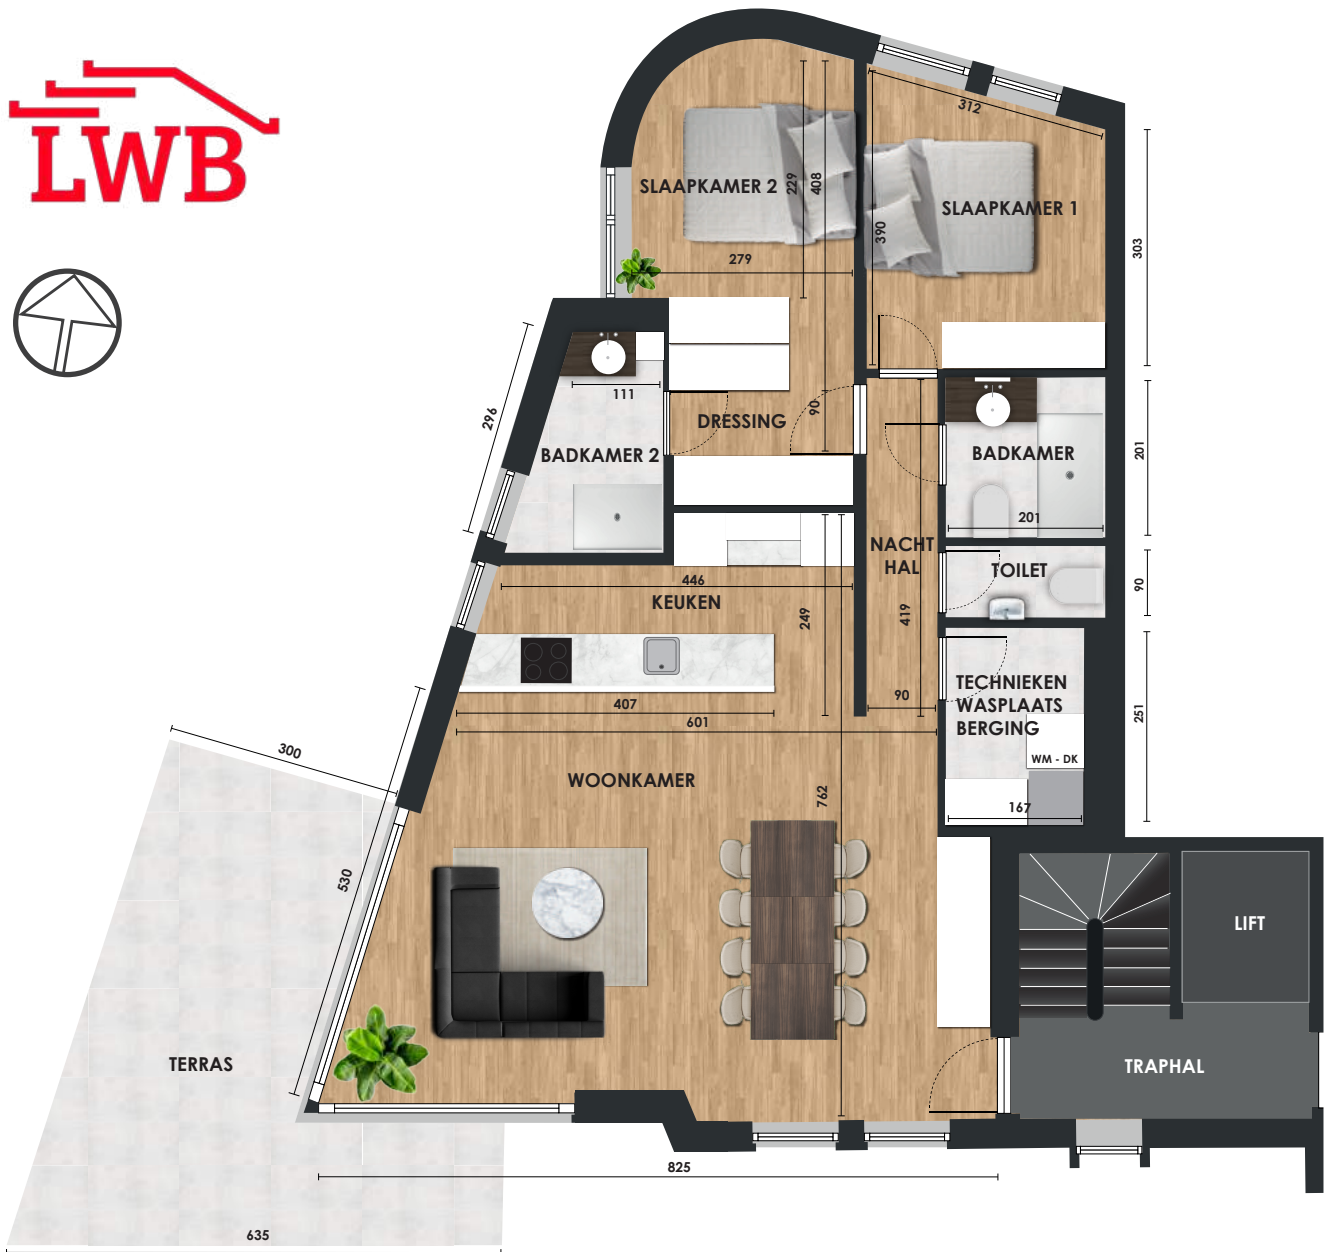 LWB
312
SLAAPKAMER 2
229
408
SLAAPKAMER 1
390
303
279
296
111
DRESSING
90
BADKAMER 2
BADKAMER
201
201
NACHT
HAL
TOILET
90
446
KEUKEN
249
419
407
601
90
TECHNIEKEN
WASPLAATS
BERGING
251
WM - DK
167
300
WOONKAMER
762
530
LIFT
TERRAS
TRAPHAL
825
635